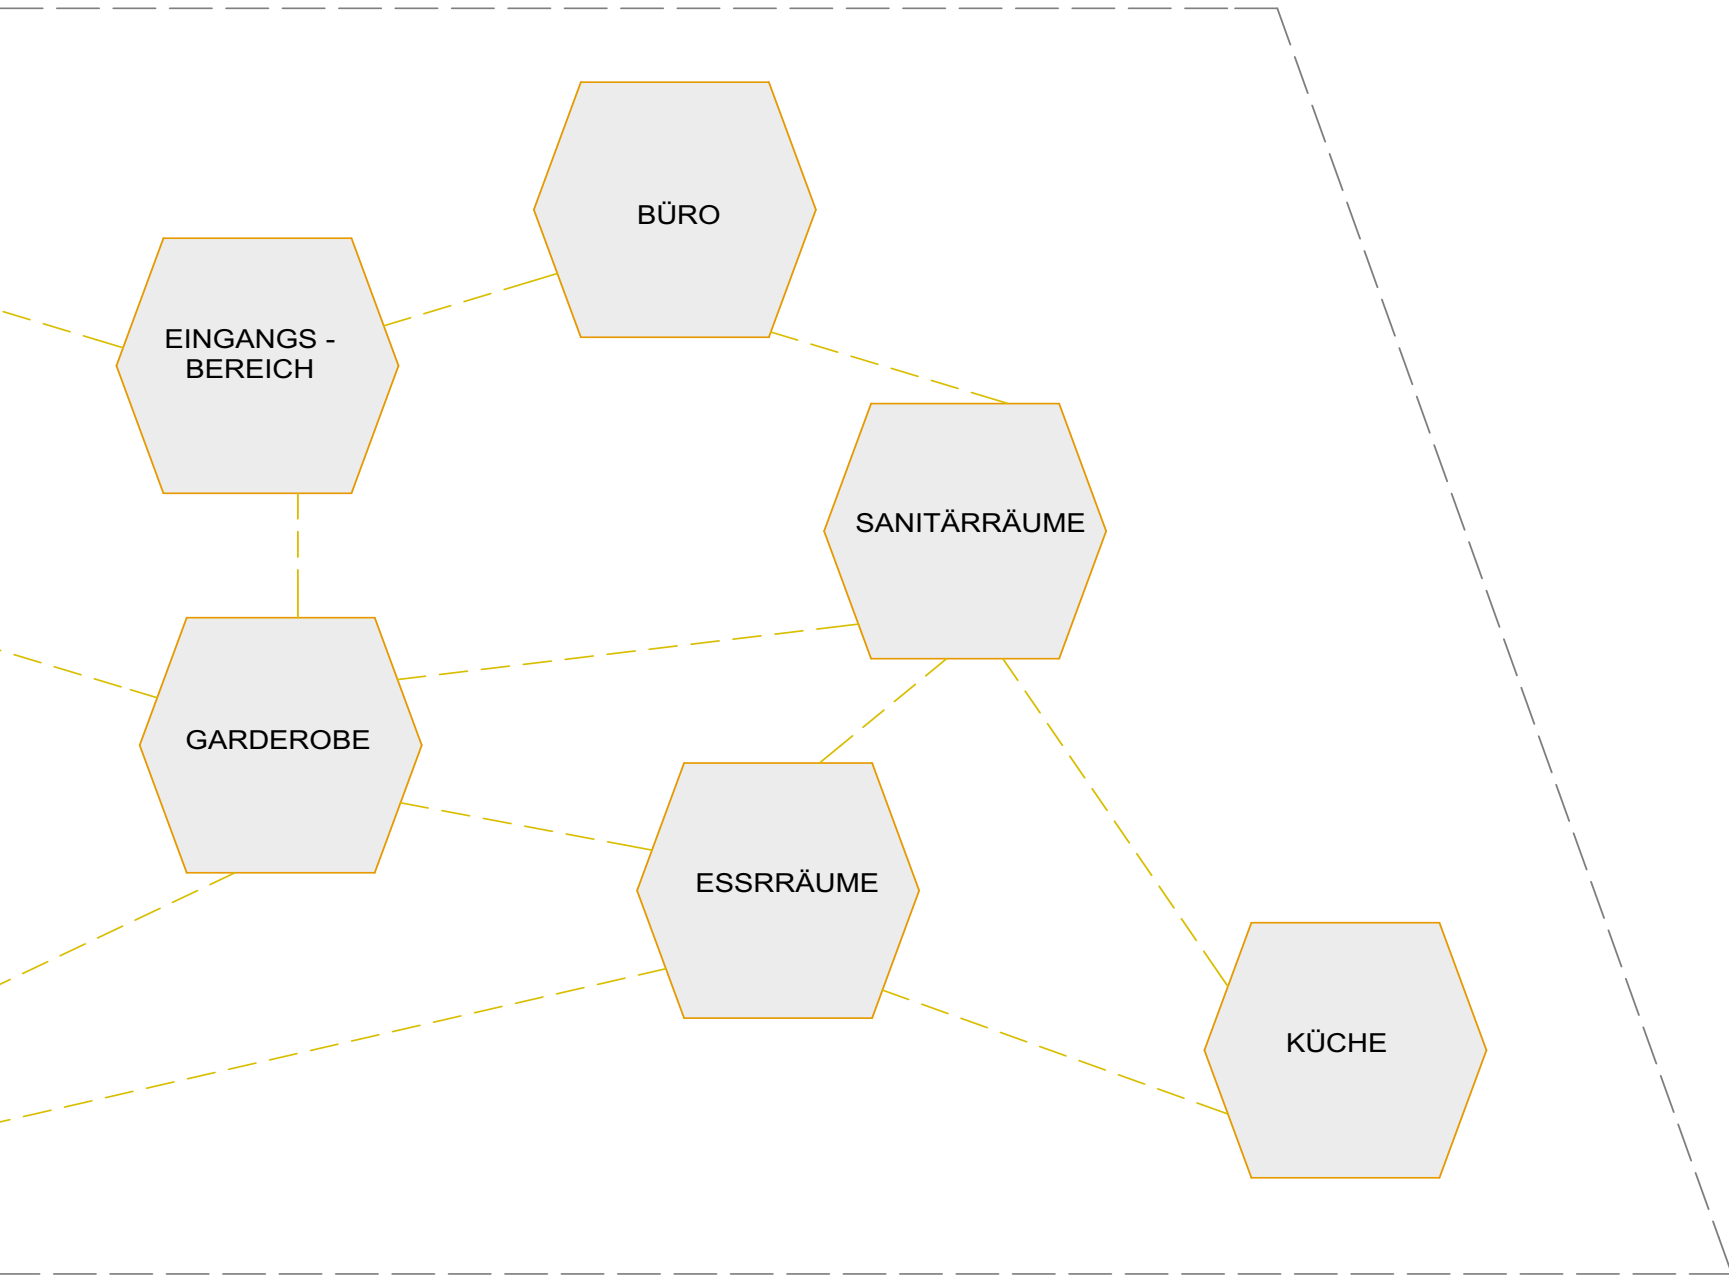 BÜRO
EINGANGS -
BEREICH
SANITÄRRÄUME
GARDEROBE
ESSRRÄUME
KÜCHE